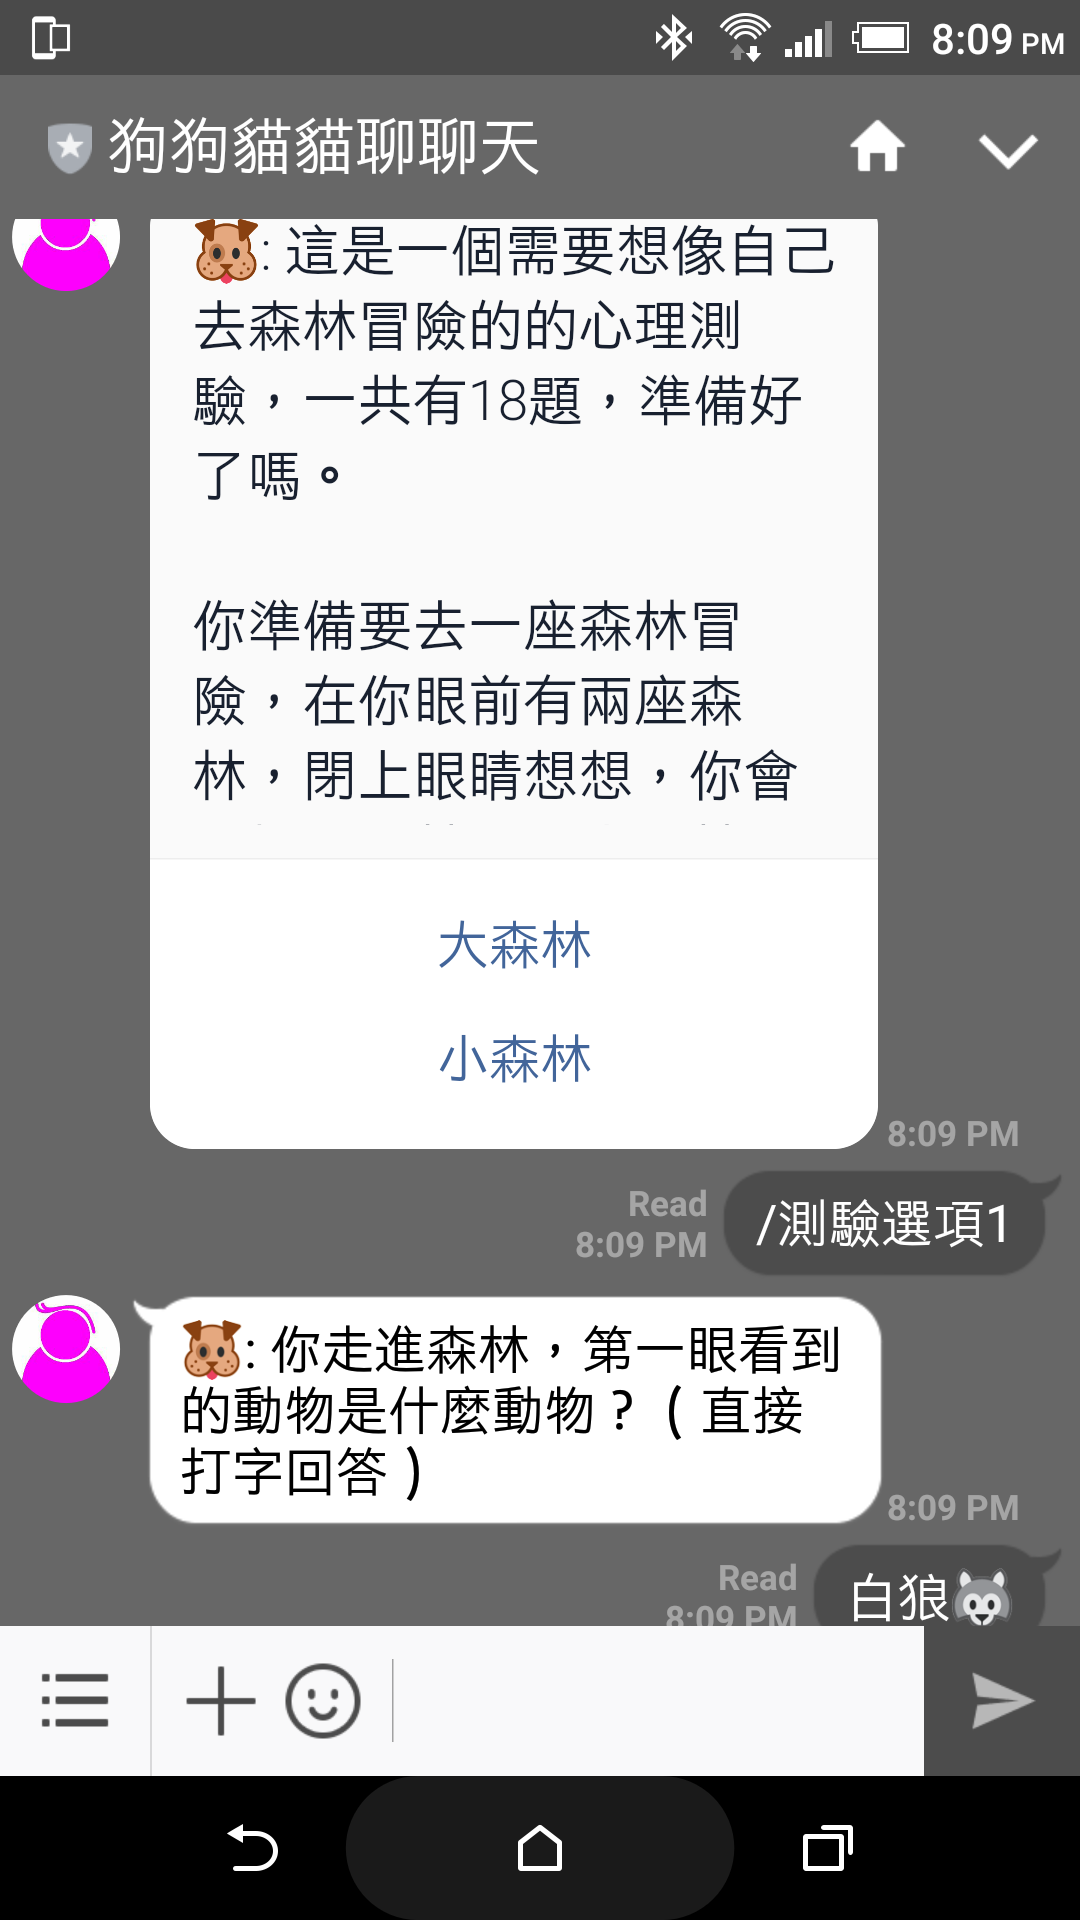 8:09 PM
狗狗貓貓聊聊天
: 這是一個需要想像自己
去森林冒險的的心理測
驗，一共有18題，準備好
了嗎。
你準備要去一座森林冒
險，在你眼前有兩座森
林，閉上眼睛想想，你會
大森林
小森林
8:09 PM
Read
8:09 PM
/測驗選項1
: 你走進森林，第一眼看到
的動物是什麼動物？（直接
打字回答）
8:09 PM
Read
8:09 PM
白狼